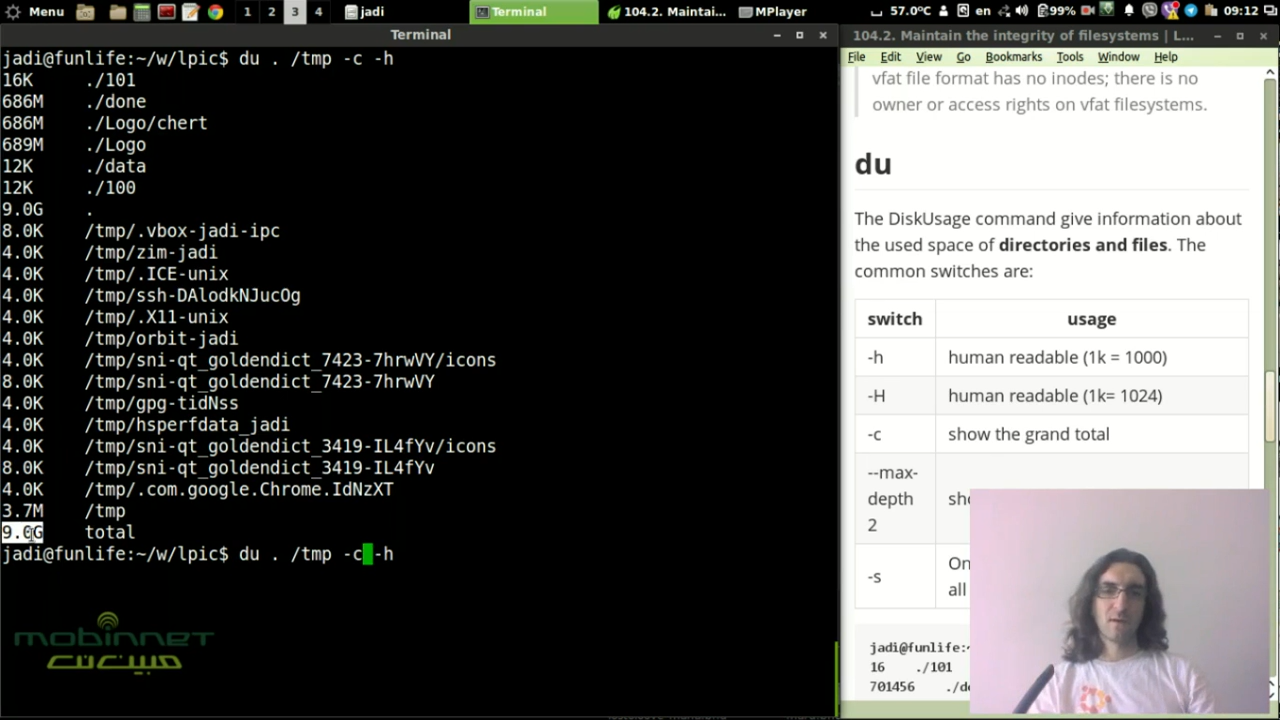 Menu
1 2 3 4
jadi
Terminal
104.2. Maintai...
MPlayer
57.0℃
en
99%
09:12
Terminal
jadi@funlife:~/w/lpic$ du . /tmp -c -h
16K ./101
686M ./done
686M ./Logo/chert
689M ./Logo
12K ./data
12K ./100
9.0G .
8.0K /tmp/.vbox-jadi-ipc
4.0K /tmp/zim-jadi
4.0K /tmp/.ICE-unix
4.0K /tmp/ssh-DAlodkNJucOg
4.0K /tmp/.X11-unix
4.0K /tmp/orbit-jadi
4.0K /tmp/sni-qt_goldendict_7423-7hrwVY/icons
8.0K /tmp/sni-qt_goldendict_7423-7hrwVY
4.0K /tmp/gpg-tidNss
4.0K /tmp/hsperfdata_jadi
4.0K /tmp/sni-qt_goldendict_3419-IL4fYv/icons
8.0K /tmp/sni-qt_goldendict_3419-IL4fYv
4.0K /tmp/.com.google.Chrome.IdNzXT
3.7M /tmp
9.0G total
jadi@funlife:~/w/lpic$ du . /tmp -c -h
mobinnet
مبین نت
104.2. Maintain the integrity of filesystems | L...
File Edit View Go Bookmarks Tools Window Help
vfat file format has no inodes; there is
no owner or access rights on vfat filesystems.
du
The DiskUsage command give information about
the used space of directories and files. The
common switches are:
switch usage
-h human readable (1k = 1000)
-H human readable (1k= 1024)
-c show the grand total
--max-
depth
2
-s
On
all
jadi@funlife:
16 ./101
701456